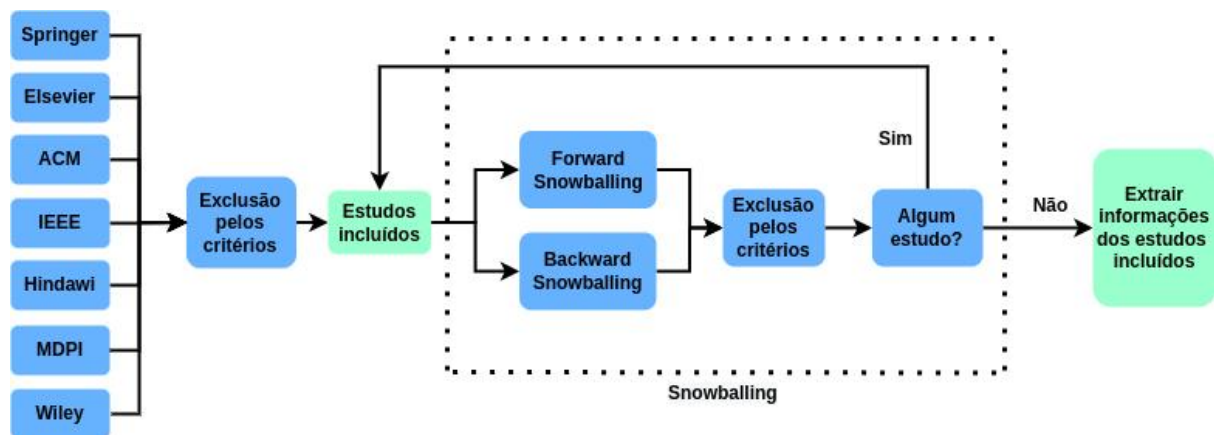 Springer
Elsevier
ACM
IEEE
Hindawi
MDPI
Wiley
Exclusão
pelos
critérios
Estudos
incluídos
Forward
Snowballing
Backward
Snowballing
Exclusão
pelos
critérios
Algum
estudo?
Sim
Não
Extrair
informações
dos estudos
incluídos
Snowballing